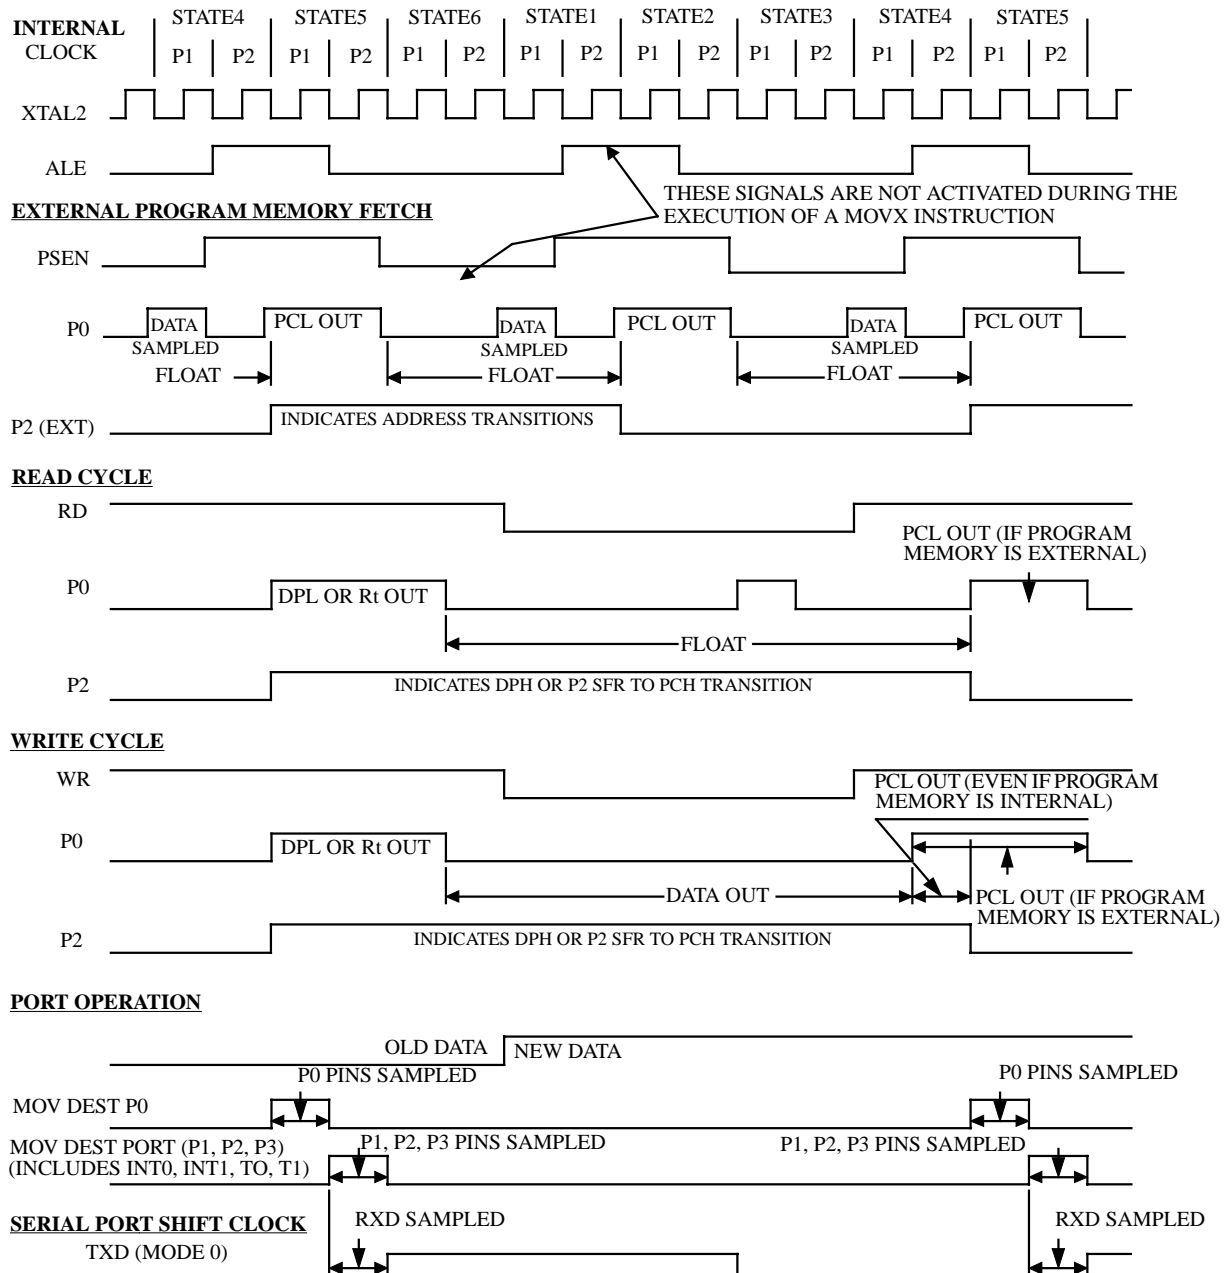 INTERNAL
CLOCK
STATE4 STATE5 STATE6 STATE1 STATE2 STATE3 STATE4 STATE5
P1 P2 P1 P2 P1 P2 P1 P2 P1 P2 P1 P2 P1 P2 P1 P2
XTAL2
ALE
THESE SIGNALS ARE NOT ACTIVATED DURING THE
EXECUTION OF A MOVX INSTRUCTION
EXTERNAL PROGRAM MEMORY FETCH
PSEN
P0
DATA PCL OUT DATA PCL OUT DATA PCL OUT
SAMPLED SAMPLED SAMPLED
FLOAT FLOAT FLOAT
P2 (EXT)
INDICATES ADDRESS TRANSITIONS
READ CYCLE
RD
PCL OUT (IF PROGRAM
MEMORY IS EXTERNAL)
P0
DPL OR Rt OUT
FLOAT
P2
INDICATES DPH OR P2 SFR TO PCH TRANSITION
WRITE CYCLE
WR
PCL OUT (EVEN IF PROGRAM
MEMORY IS INTERNAL)
P0
DPL OR Rt OUT
DATA OUT
PCL OUT (IF PROGRAM
MEMORY IS EXTERNAL)
P2
INDICATES DPH OR P2 SFR TO PCH TRANSITION
PORT OPERATION
OLD DATA NEW DATA
P0 PINS SAMPLED P0 PINS SAMPLED
MOV DEST P0
MOV DEST PORT (P1, P2, P3)
(INCLUDES INT0, INT1, TO, T1)
P1, P2, P3 PINS SAMPLED P1, P2, P3 PINS SAMPLED
SERIAL PORT SHIFT CLOCK
TXD (MODE 0)
RXD SAMPLED RXD SAMPLED